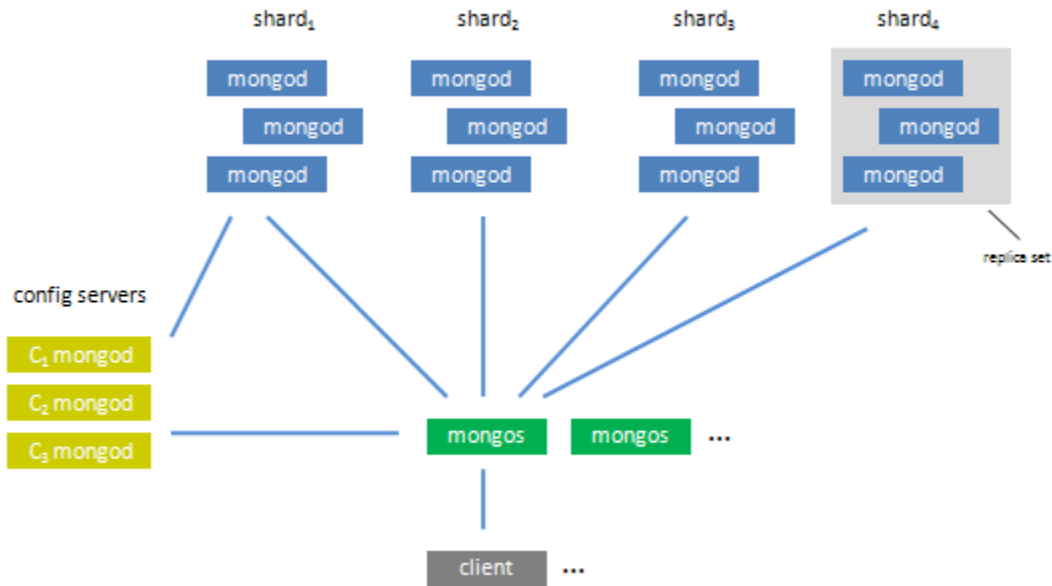 shard₁ shard₂ shard₃ shard₄
mongod mongod mongod mongod
mongod mongod mongod mongod
mongod mongod mongod mongod
replica set
config servers
C₁ mongod
C₂ mongod
C₃ mongod
mongos mongos ...
client ...